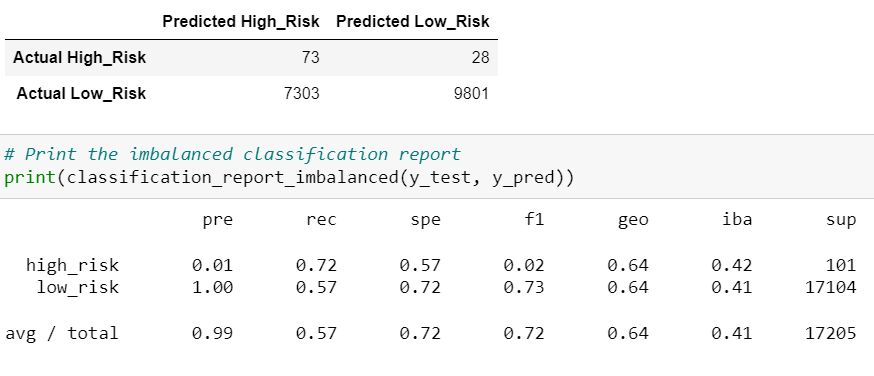 Predicted High_Risk Predicted Low_Risk
Actual High_Risk 73 28
Actual Low_Risk 7303 9801
# Print the imbalanced classification report
print(classification_report_imbalanced(y_test, y_pred))
pre rec spe f1 geo iba sup
high_risk 0.01 0.72 0.57 0.02 0.64 0.42 101
low_risk 1.00 0.57 0.72 0.73 0.64 0.41 17104
avg / total 0.99 0.57 0.72 0.72 0.64 0.41 17205